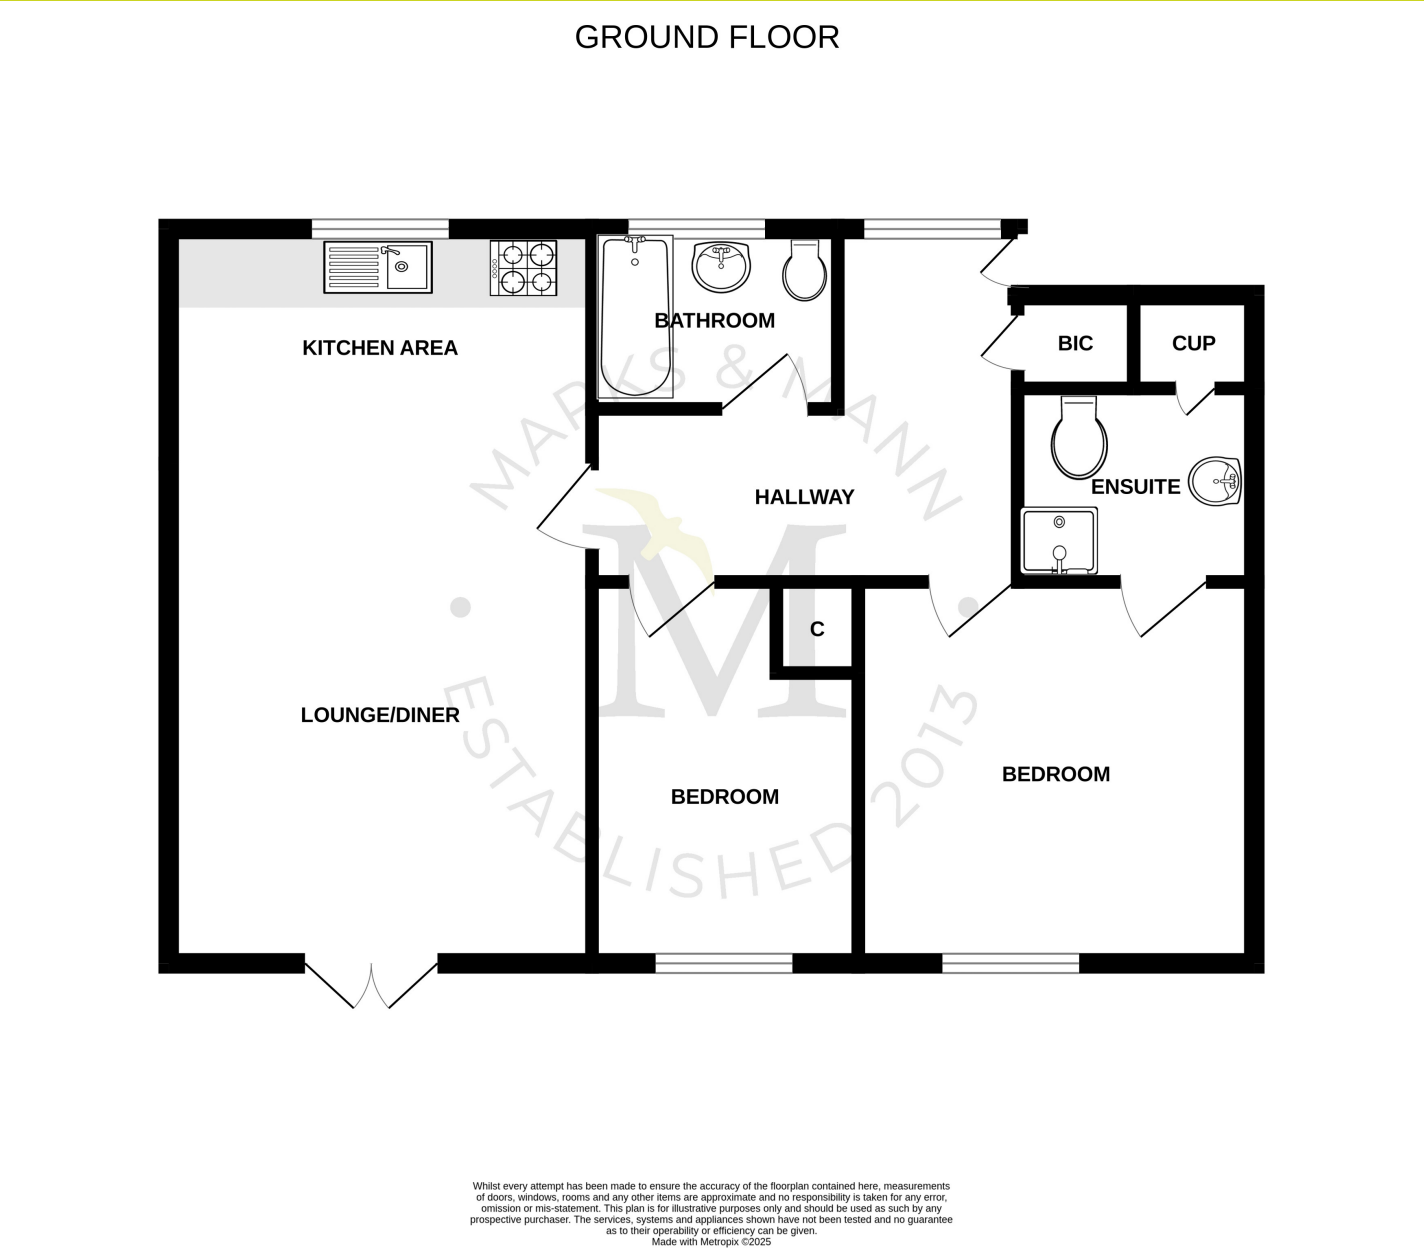 GROUND FLOOR
KITCHEN AREA
BATHROOM
BIC
CUP
MARKS & MANN
ENSUITE
HALLWAY
M
C
LOUNGE/DINER
BEDROOM
BEDROOM
ESTABLISHED 2013
Whilst every attempt has been made to ensure the accuracy of the floorplan contained here, measurements
of doors, windows, rooms and any other items are approximate and no responsibility is taken for any error,
omission or mis-statement. This plan is for illustrative purposes only and should be used as such by any
prospective purchaser. The services, systems and appliances shown have not been tested and no guarantee
as to their operability or efficiency can be given.
Made with Metropix ©2025